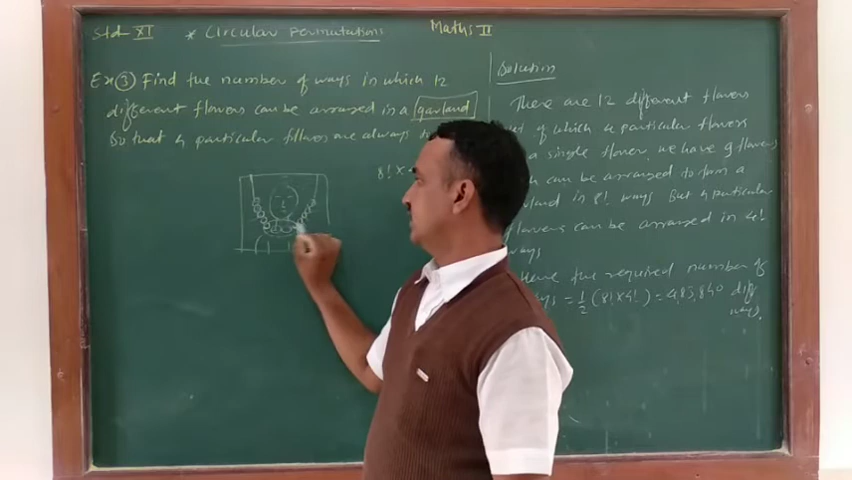 Std XI * Circular Permutations Maths II
Ex ③ Find the number of ways in which 12
different flowers can be arranged in a garland
So that 4 particular fllower are always
8! ×
Solution
There are 12 different flowers
out of which 4 particular flowers
a single flower, we have 9 flowers
can be arranged to form a
in 8! ways But 4 particular
flowers can be arranged in 4!
ways
Hence the required number of
= 1/2 (8! × 4!) = 4,83,840 diff
ways.